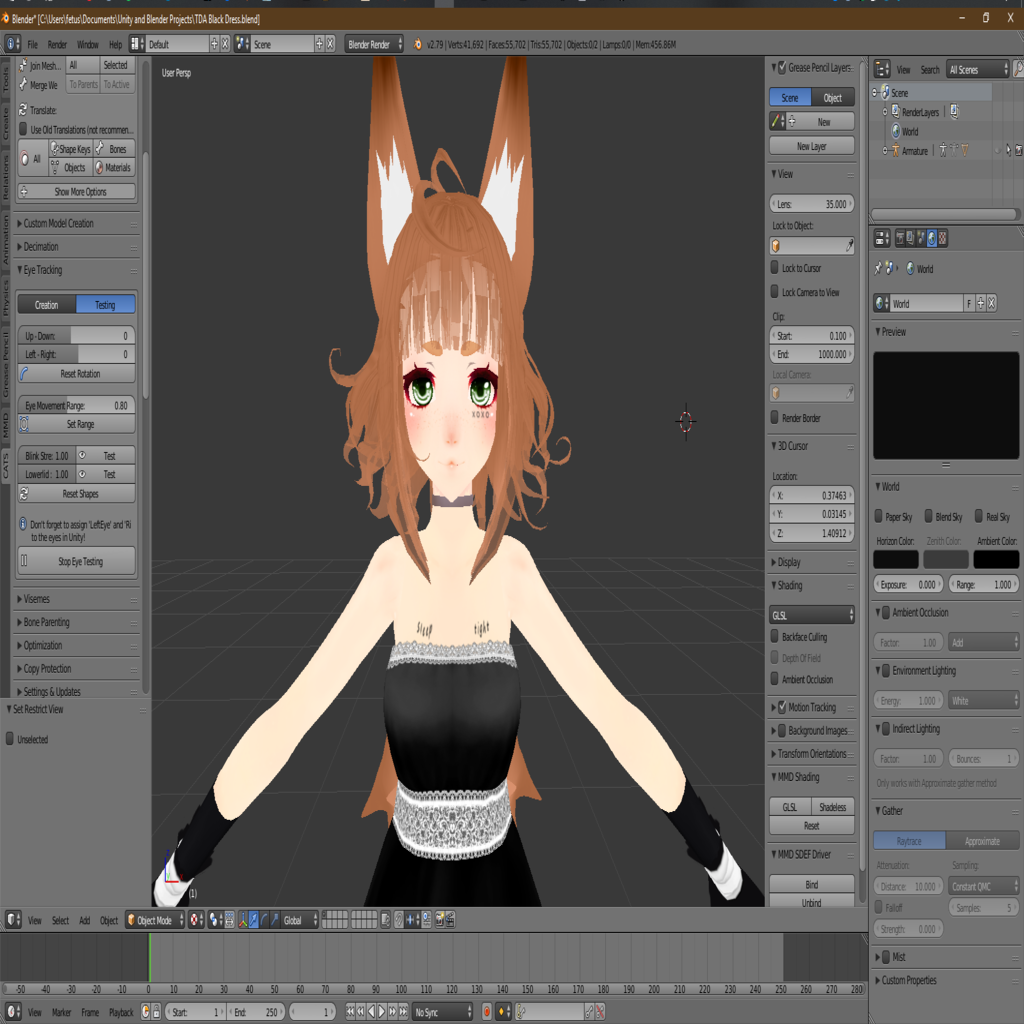 Blender* [C:\Users\fetus\Documents\Unity and Blender Projects\TDA Black Dress.blend]
File Render Window Help Default Scene Blender Render v2.79 | Verts:41,692 | Faces:55,702 | Tris:55,702 | Objects:0/2 | Lamps:0/0 | Mem:456.86M
Join Mesh... All Selected
Merge We To Parents To Active
Translate:
Use Old Translations (not recommen...
All Shape Keys Bones
Objects Materials
Show More Options
Custom Model Creation
Decimation
Eye Tracking
Creation Testing
Up - Down: 0
Left - Right: 0
Reset Rotation
Eye Movement Range: 0.80
Set Range
Blink Stre: 1.00 Test
Lowerlid : 1.00 Test
Reset Shapes
Don't forget to assign 'LeftEye' and 'Ri
to the eyes in Unity!
Stop Eye Testing
Visemes
Bone Parenting
Optimization
Copy Protection
Settings & Updates
Set Restrict View
Unselected
Tools
Create
Relations
Animation
Physics
Grease Pencil
MMD
CATS
User Persp
xoxo
sleep tight
(1)
Grease Pencil Layers
Scene Object
New
New Layer
View
Lens: 35.000
Lock to Object:
Lock to Cursor
Lock Camera to View
Clip:
Start: 0.100
End: 1000.000
Local Camera:
Render Border
3D Cursor
Location:
X: 0.37463
Y: 0.03145
Z: 1.40912
Display
Shading
GLSL
Backface Culling
Depth Of Field
Ambient Occlusion
Motion Tracking
Background Images
Transform Orientations
MMD Shading
GLSL Shadeless
Reset
MMD SDEF Driver
Bind
Unbind
View Search All Scenes
Scene
RenderLayers
World
Armature
World
World F
Preview
World
Paper Sky Blend Sky Real Sky
Horizon Color: Zenith Color: Ambient Color:
Exposure: 0.000 Range: 1.000
Ambient Occlusion
Factor: 1.00 Add
Environment Lighting
Energy: 1.000 White
Indirect Lighting
Factor: 1.00 Bounces: 1
Only works with Approximate gather method
Gather
Raytrace Approximate
Attenuation: Sampling:
Distance: 10.000 Constant QMC
Falloff Samples: 5
Strength: 0.000
Mist
Custom Properties
View Select Add Object Object Mode Global
-50 -40 -30 -20 -10 0 10 20 30 40 50 60 70 80 90 100 110 120 130 140 150 160 170 180 190 200 210 220 230 240 250 260 270 280
View Marker Frame Playback Start: 1 End: 250 1 No Sync